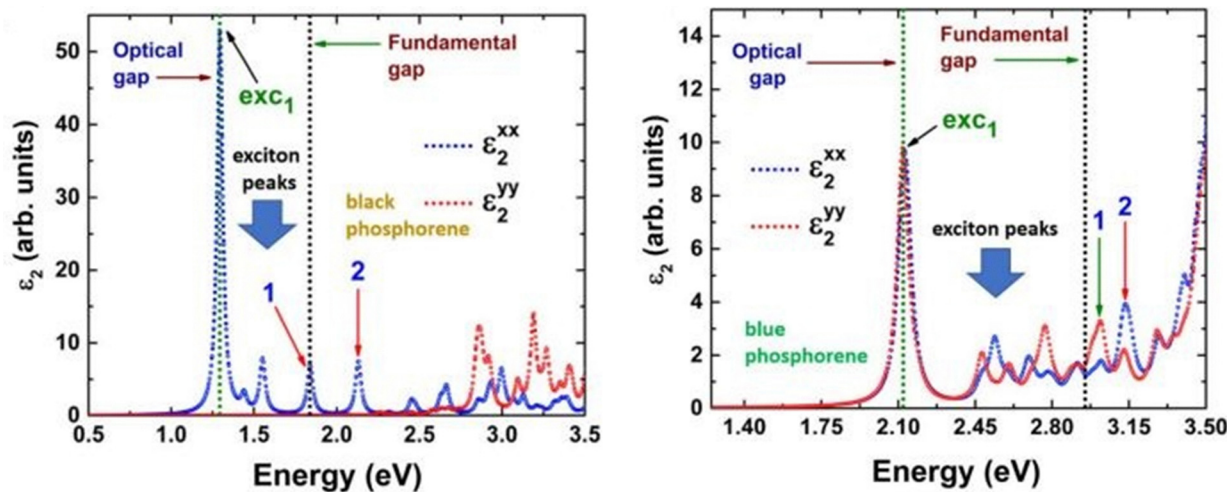 50
40
30
20
10
0
ε₂ (arb. units)
Optical
gap
exc₁
Fundamental
gap
exciton
peaks
ε₂ˣˣ
ε₂ʸʸ
black
phosphorene
1
2
0.5 1.0 1.5 2.0 2.5 3.0 3.5
Energy (eV)
14
12
10
8
6
4
2
0
ε₂ (arb. units)
Optical
gap
Fundamental
gap
exc₁
ε₂ˣˣ
ε₂ʸʸ
exciton peaks
1
2
blue
phosphorene
1.40 1.75 2.10 2.45 2.80 3.15 3.50
Energy (eV)